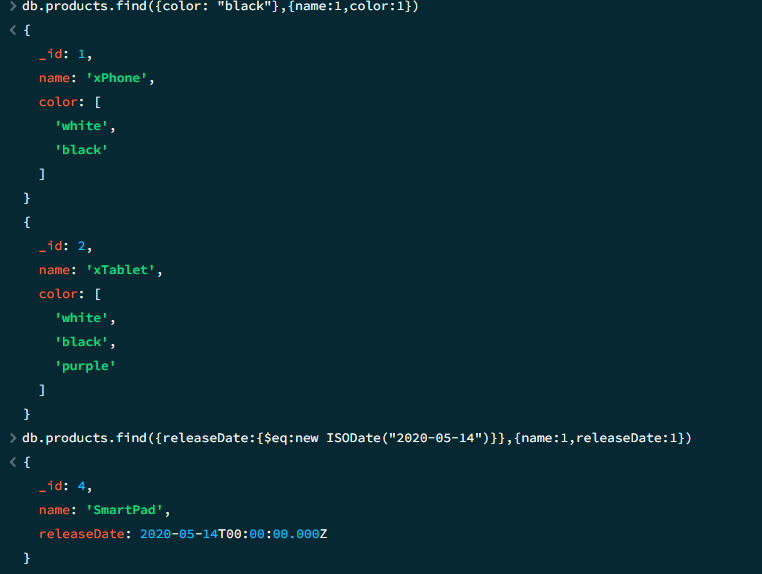 > db.products.find({color: "black"},{name:1,color:1})
< {
_id: 1,
name: 'xPhone',
color: [
'white',
'black'
]
}
{
_id: 2,
name: 'xTablet',
color: [
'white',
'black',
'purple'
]
}
> db.products.find({releaseDate:{$eq:new ISODate("2020-05-14")}},{name:1,releaseDate:1})
< {
_id: 4,
name: 'SmartPad',
releaseDate: 2020-05-14T00:00:00.000Z
}